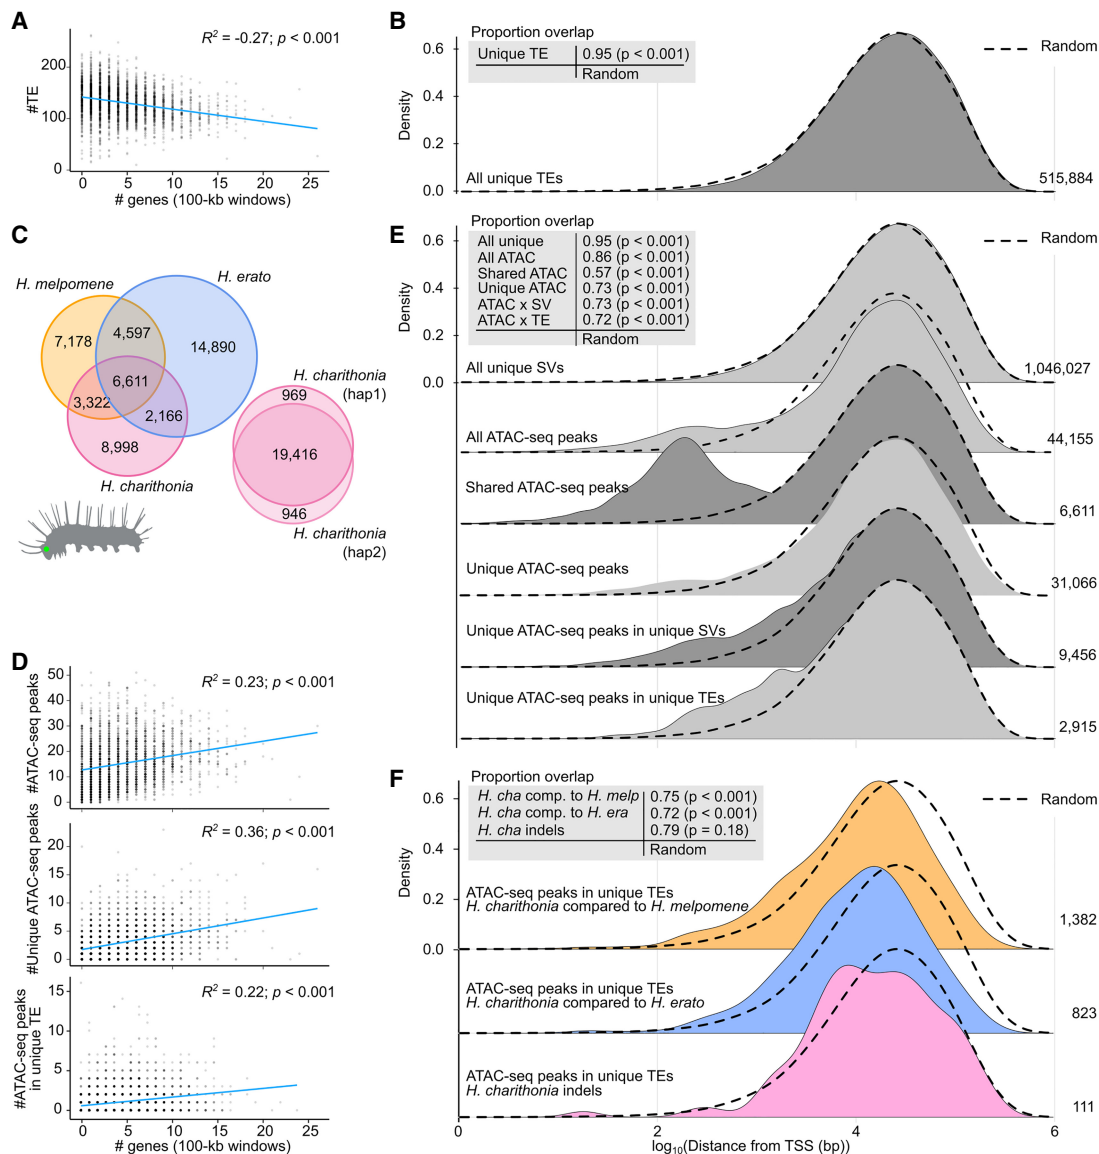 A
R² = -0.27; p < 0.001
#TE
200
100
0
0 5 10 15 20 25
# genes (100-kb windows)
B
Proportion overlap
Unique TE 0.95 (p < 0.001)
Random
Random
Density
0.6
0.4
0.2
0.0
All unique TEs
515,884
C
H. melpomene
H. erato
7,178
4,597
14,890
6,611
3,322
2,166
8,998
H. charithonia
H. charithonia
(hap1)
969
19,416
946
H. charithonia
(hap2)
D
R² = 0.23; p < 0.001
#ATAC-seq peaks
50
40
30
20
10
0
R² = 0.36; p < 0.001
#Unique ATAC-seq peaks
20
15
10
5
0
R² = 0.22; p < 0.001
#ATAC-seq peaks
in unique TE
15
10
5
0
0 5 10 15 20 25
# genes (100-kb windows)
E
Proportion overlap
All unique 0.95 (p < 0.001)
All ATAC 0.86 (p < 0.001)
Shared ATAC 0.57 (p < 0.001)
Unique ATAC 0.73 (p < 0.001)
ATAC x SV 0.73 (p < 0.001)
ATAC x TE 0.72 (p < 0.001)
Random
Random
Density
0.6
0.4
0.2
0.0
All unique SVs
1,046,027
All ATAC-seq peaks
44,155
Shared ATAC-seq peaks
6,611
Unique ATAC-seq peaks
31,066
Unique ATAC-seq peaks in unique SVs
9,456
Unique ATAC-seq peaks in unique TEs
2,915
F
Proportion overlap
H. cha comp. to H. melp 0.75 (p < 0.001)
H. cha comp. to H. era 0.72 (p < 0.001)
H. cha indels 0.79 (p = 0.18)
Random
Random
Density
0.6
0.4
0.2
0.0
ATAC-seq peaks in unique TEs
H. charithonia compared to H. melpomene
1,382
ATAC-seq peaks in unique TEs
H. charithonia compared to H. erato
823
ATAC-seq peaks in unique TEs
H. charithonia indels
111
0 2 4 6
log₁₀(Distance from TSS (bp))